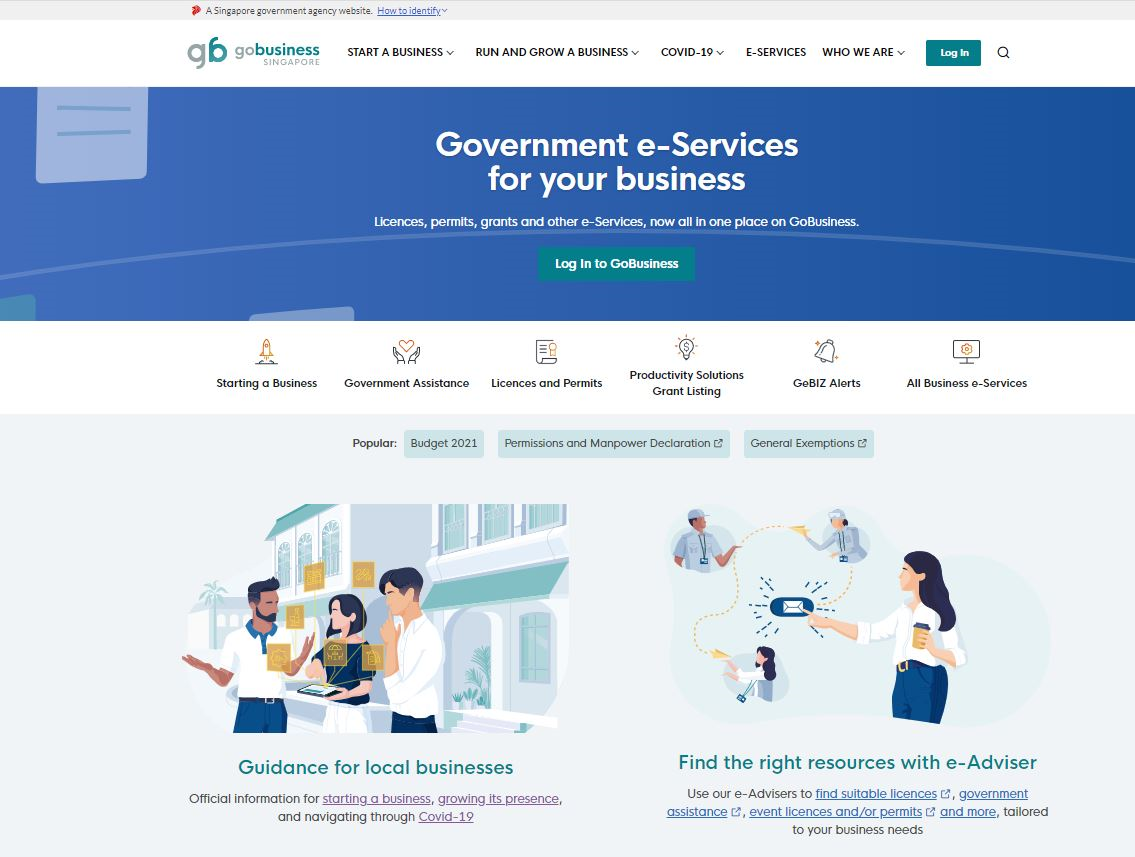 A Singapore government agency website. How to identify
gobusiness
SINGAPORE
START A BUSINESS RUN AND GROW A BUSINESS COVID-19 E-SERVICES WHO WE ARE Log In
Government e-Services
for your business
Licences, permits, grants and other e-Services, now all in one place on GoBusiness.
Log In to GoBusiness
Starting a Business
Government Assistance
Licences and Permits
Productivity Solutions
Grant Listing
GeBIZ Alerts
All Business e-Services
Popular: Budget 2021 Permissions and Manpower Declaration General Exemptions
Guidance for local businesses
Official information for starting a business, growing its presence,
and navigating through Covid-19
Find the right resources with e-Adviser
Use our e-Advisers to find suitable licences, government
assistance, event licences and/or permits and more, tailored
to your business needs